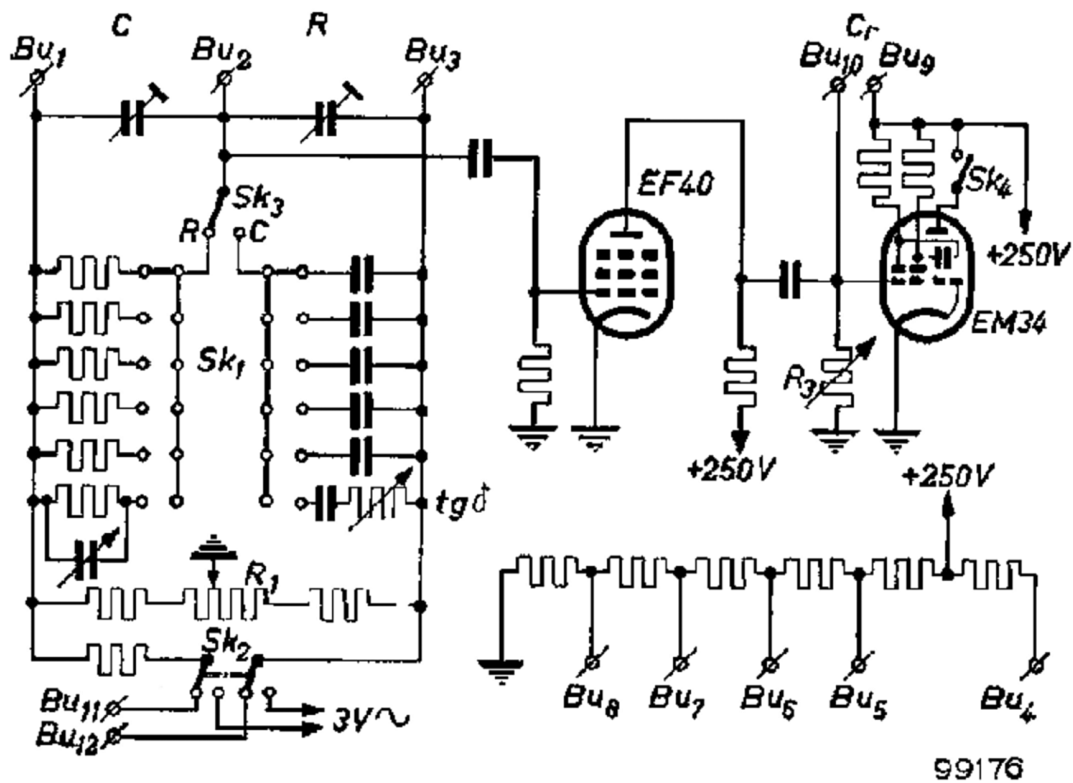 C R Cr
Bu1 Bu2 Bu3 Bu10 Bu9
Sk3
R C
EF40
Sk4
+250V
EM34
Sk1
R3
+250V
tgδ
+250V
R1
Sk2
Bu11
3V~
Bu12
Bu8 Bu7 Bu6 Bu5 Bu4
99176